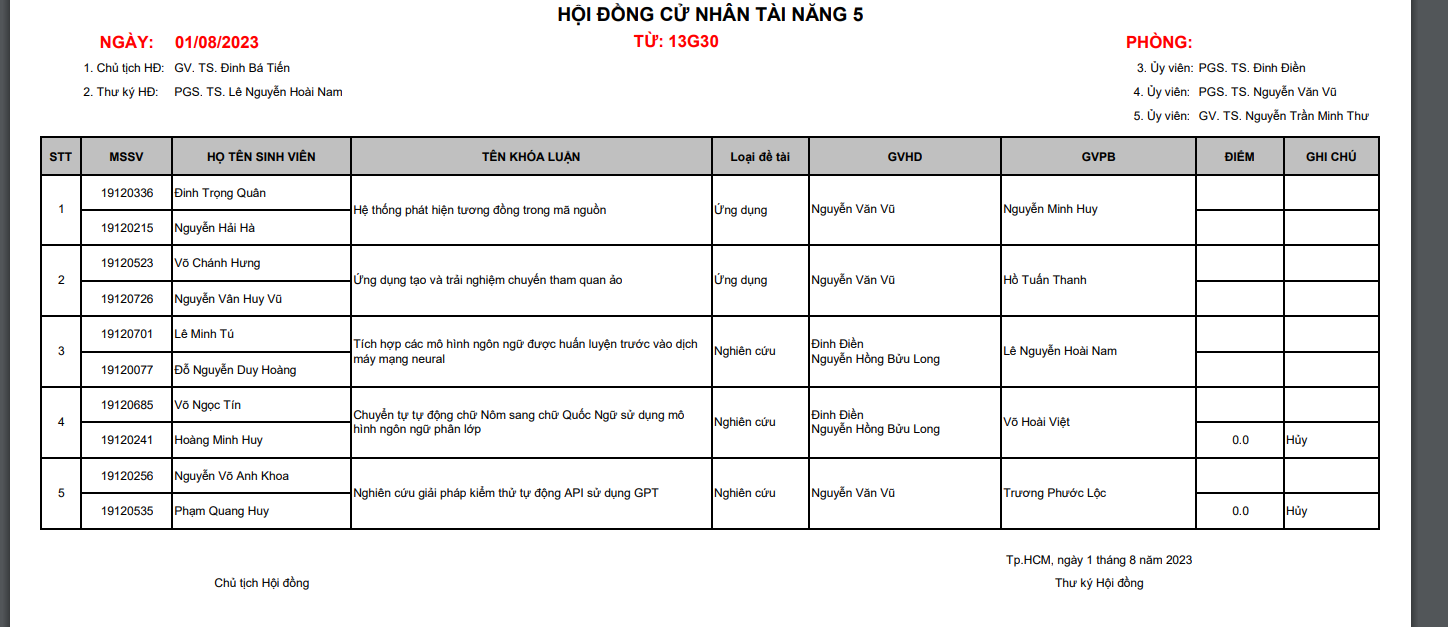 HỘI ĐỒNG CỬ NHÂN TÀI NĂNG 5
NGÀY: 01/08/2023 TỪ: 13G30 PHÒNG:
1. Chủ tịch HĐ: GV. TS. Đinh Bá Tiến 3. Ủy viên: PGS. TS. Đinh Điền
2. Thư ký HĐ: PGS. TS. Lê Nguyễn Hoài Nam 4. Ủy viên: PGS. TS. Nguyễn Văn Vũ
5. Ủy viên: GV. TS. Nguyễn Trần Minh Thư
STT MSSV HỌ TÊN SINH VIÊN TÊN KHÓA LUẬN Loại đề tài GVHD GVPB ĐIỂM GHI CHÚ
1 19120336 Đinh Trọng Quân Hệ thống phát hiện tương đồng trong mã nguồn Ứng dụng Nguyễn Văn Vũ Nguyễn Minh Huy
19120215 Nguyễn Hải Hà
2 19120523 Võ Chánh Hưng Ứng dụng tạo và trải nghiệm chuyến tham quan ảo Ứng dụng Nguyễn Văn Vũ Hồ Tuấn Thanh
19120726 Nguyễn Văn Huy Vũ
3 19120701 Lê Minh Tú Tích hợp các mô hình ngôn ngữ được huấn luyện trước vào dịch Nghiên cứu Đinh Điền Lê Nguyễn Hoài Nam
máy mạng neural Nguyễn Hồng Bửu Long
19120077 Đỗ Nguyễn Duy Hoàng
4 19120685 Võ Ngọc Tín Chuyển tự tự động chữ Nôm sang chữ Quốc Ngữ sử dụng mô Nghiên cứu Đinh Điền Võ Hoài Việt
hình ngôn ngữ phân lớp Nguyễn Hồng Bửu Long
19120241 Hoàng Minh Huy 0.0 Hủy
5 19120256 Nguyễn Võ Anh Khoa Nghiên cứu giải pháp kiểm thử tự động API sử dụng GPT Nghiên cứu Nguyễn Văn Vũ Trương Phước Lộc
19120535 Phạm Quang Huy 0.0 Hủy
Tp.HCM, ngày 1 tháng 8 năm 2023
Chủ tịch Hội đồng Thư ký Hội đồng